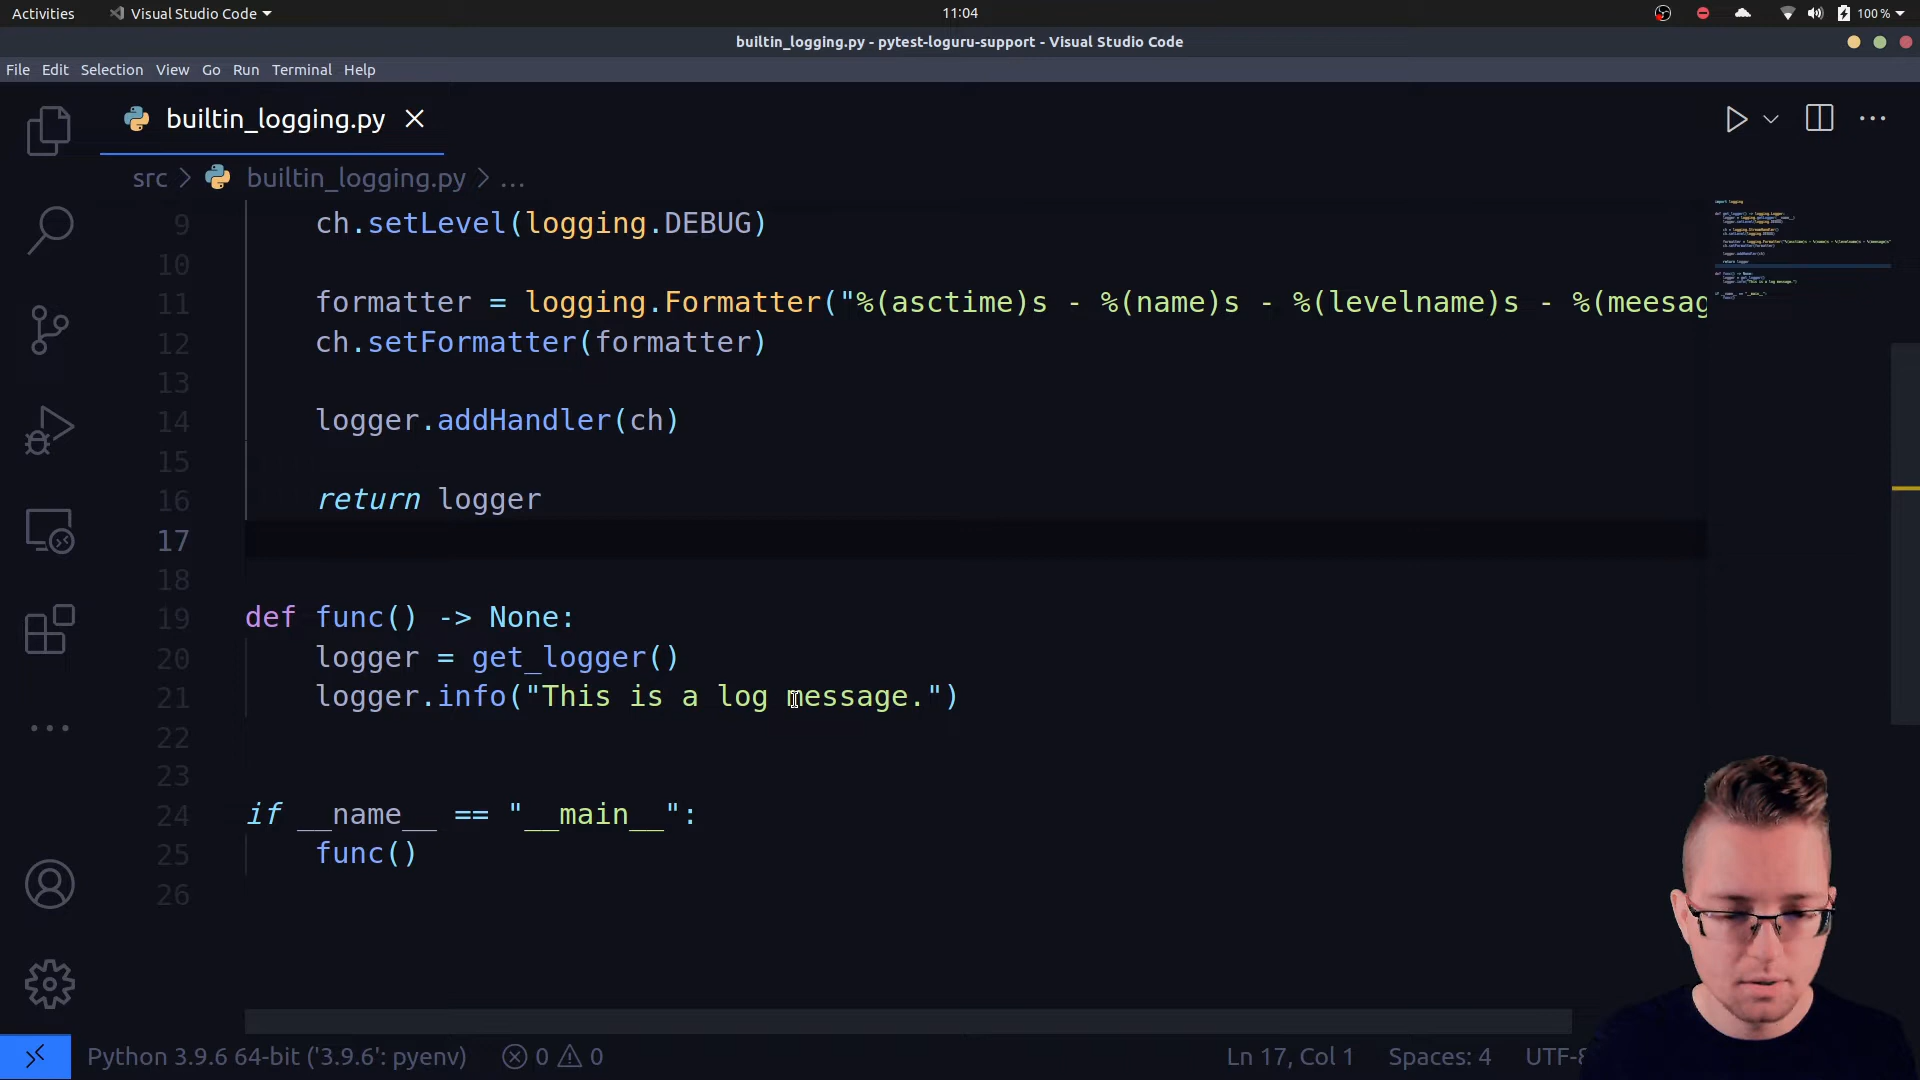 Activities
Visual Studio Code
11:04
100 %
builtin_logging.py - pytest-loguru-support - Visual Studio Code
File Edit Selection View Go Run Terminal Help
builtin_logging.py
src > builtin_logging.py > ...
9 ch.setLevel(logging.DEBUG)
10
11 formatter = logging.Formatter("%(asctime)s - %(name)s - %(levelname)s - %(meesag
12 ch.setFormatter(formatter)
13
14 logger.addHandler(ch)
15
16 return logger
17
18
19 def func() -> None:
20 logger = get_logger()
21 logger.info("This is a log message.")
22
23
24 if __name__ == "__main__":
25 func()
26
Python 3.9.6 64-bit ('3.9.6': pyenv) 0 0 Ln 17, Col 1 Spaces: 4 UTF-8